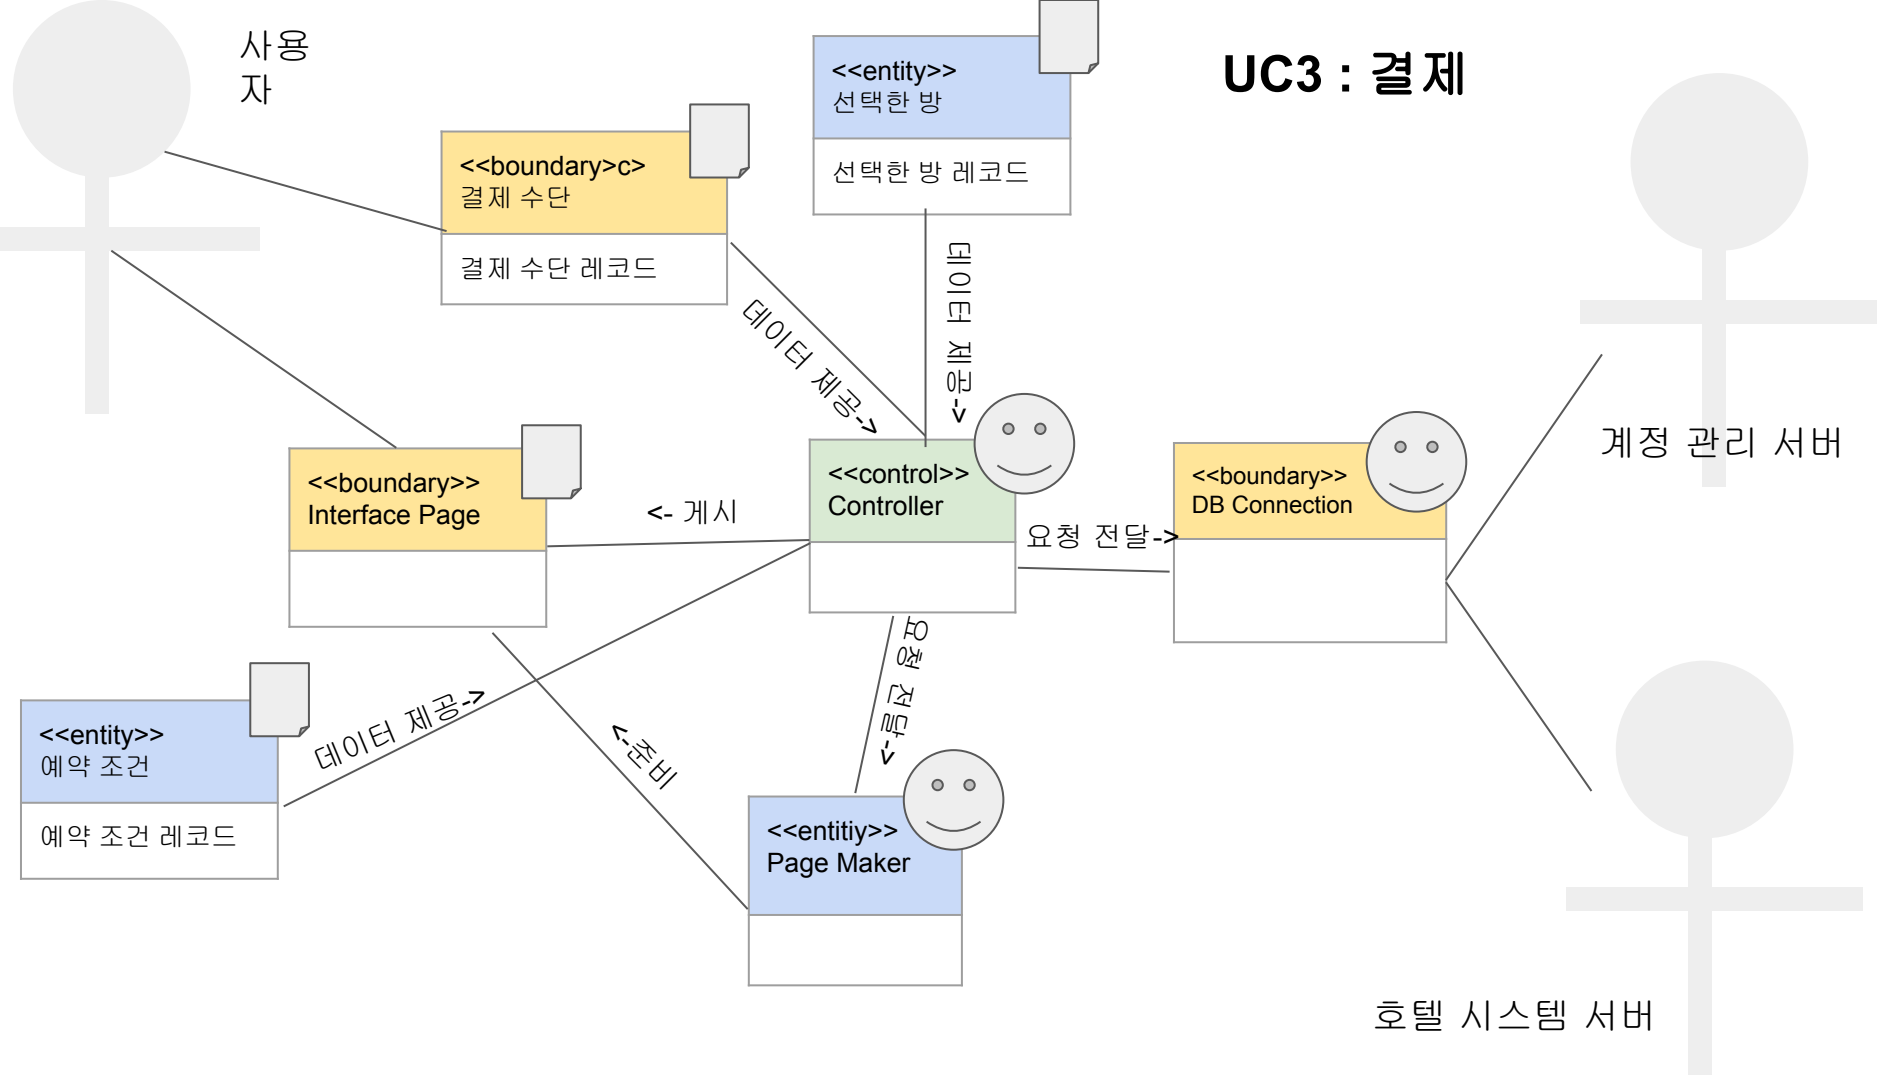 사용
자
UC3 : 결제
<<entity>>
선택한 방
선택한 방 레코드
<<boundary>c>
결제 수단
결제 수단 레코드
데이터 제공->
데이터 제공->
계정 관리 서버
<<boundary>>
Interface Page
<- 게시
<<control>>
Controller
요청 전달->
<<boundary>>
DB Connection
요청 전달->
데이터 제공->
<-준비
<<entity>>
예약 조건
예약 조건 레코드
<<entitiy>>
Page Maker
호텔 시스템 서버